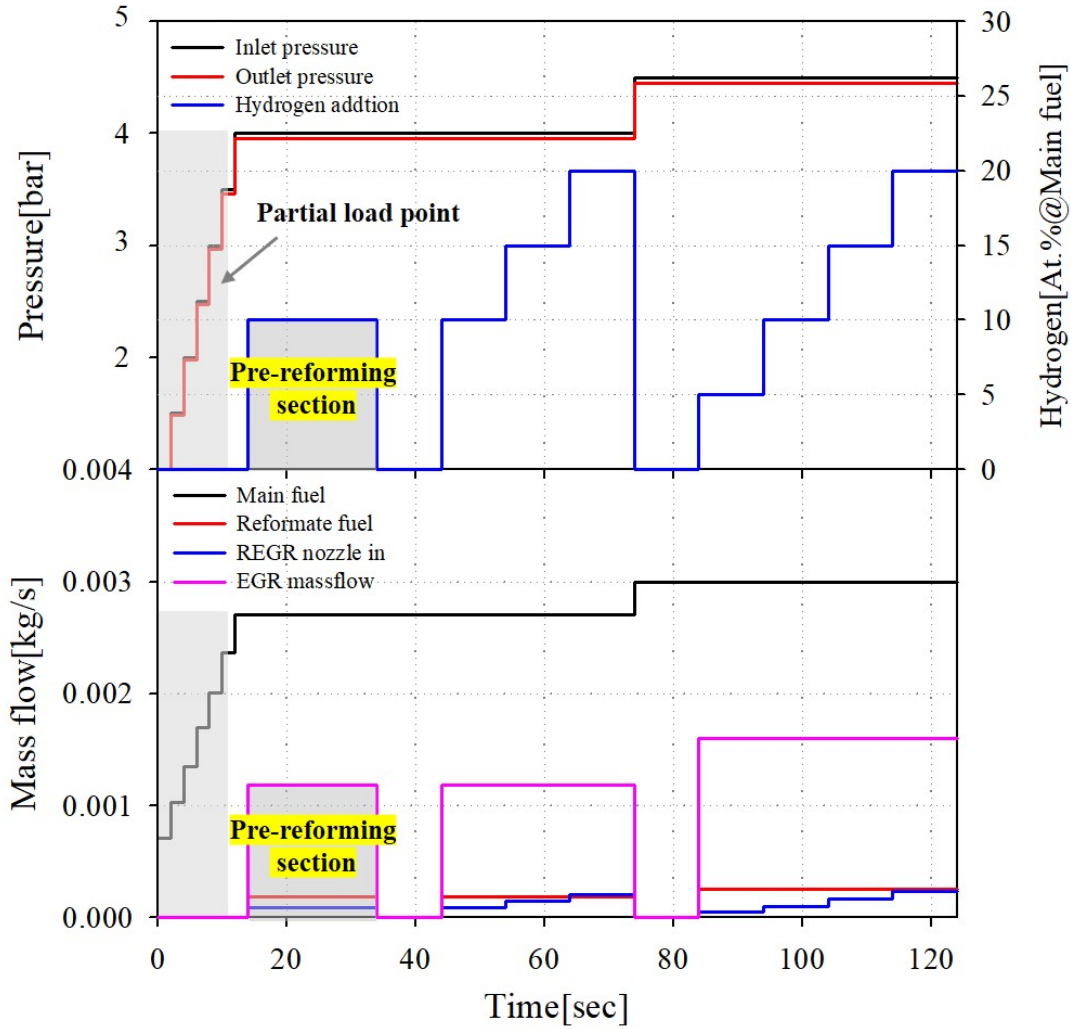 5
4
3
2
0.004
Pressure[bar]
Inlet pressure
Outlet pressure
Hydrogen addtion
Partial load point
Pre-reforming
section
30
25
20
15
10
5
0
Hydrogen[At.%@Main fuel]
Main fuel
Reformate fuel
REGR nozzle in
EGR massflow
0.003
0.002
0.001
0.000
Mass flow[kg/s]
Pre-reforming
section
0 20 40 60 80 100 120
Time[sec]